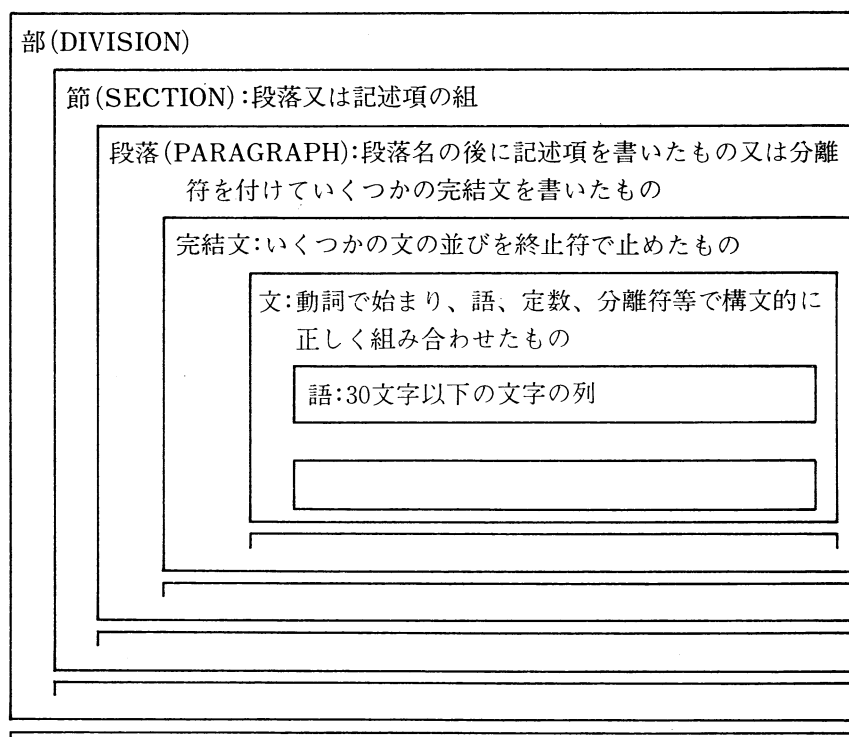 部(DIVISION)
節(SECTION):段落又は記述項の組
段落(PARAGRAPH):段落名の後に記述項を書いたもの又は分離
符を付けていくつかの完結文を書いたもの
完結文:いくつかの文の並びを終止符で止めたもの
文:動詞で始まり、語、定数、分離符等で構文的に
正しく組み合わせたもの
語:30文字以下の文字の列